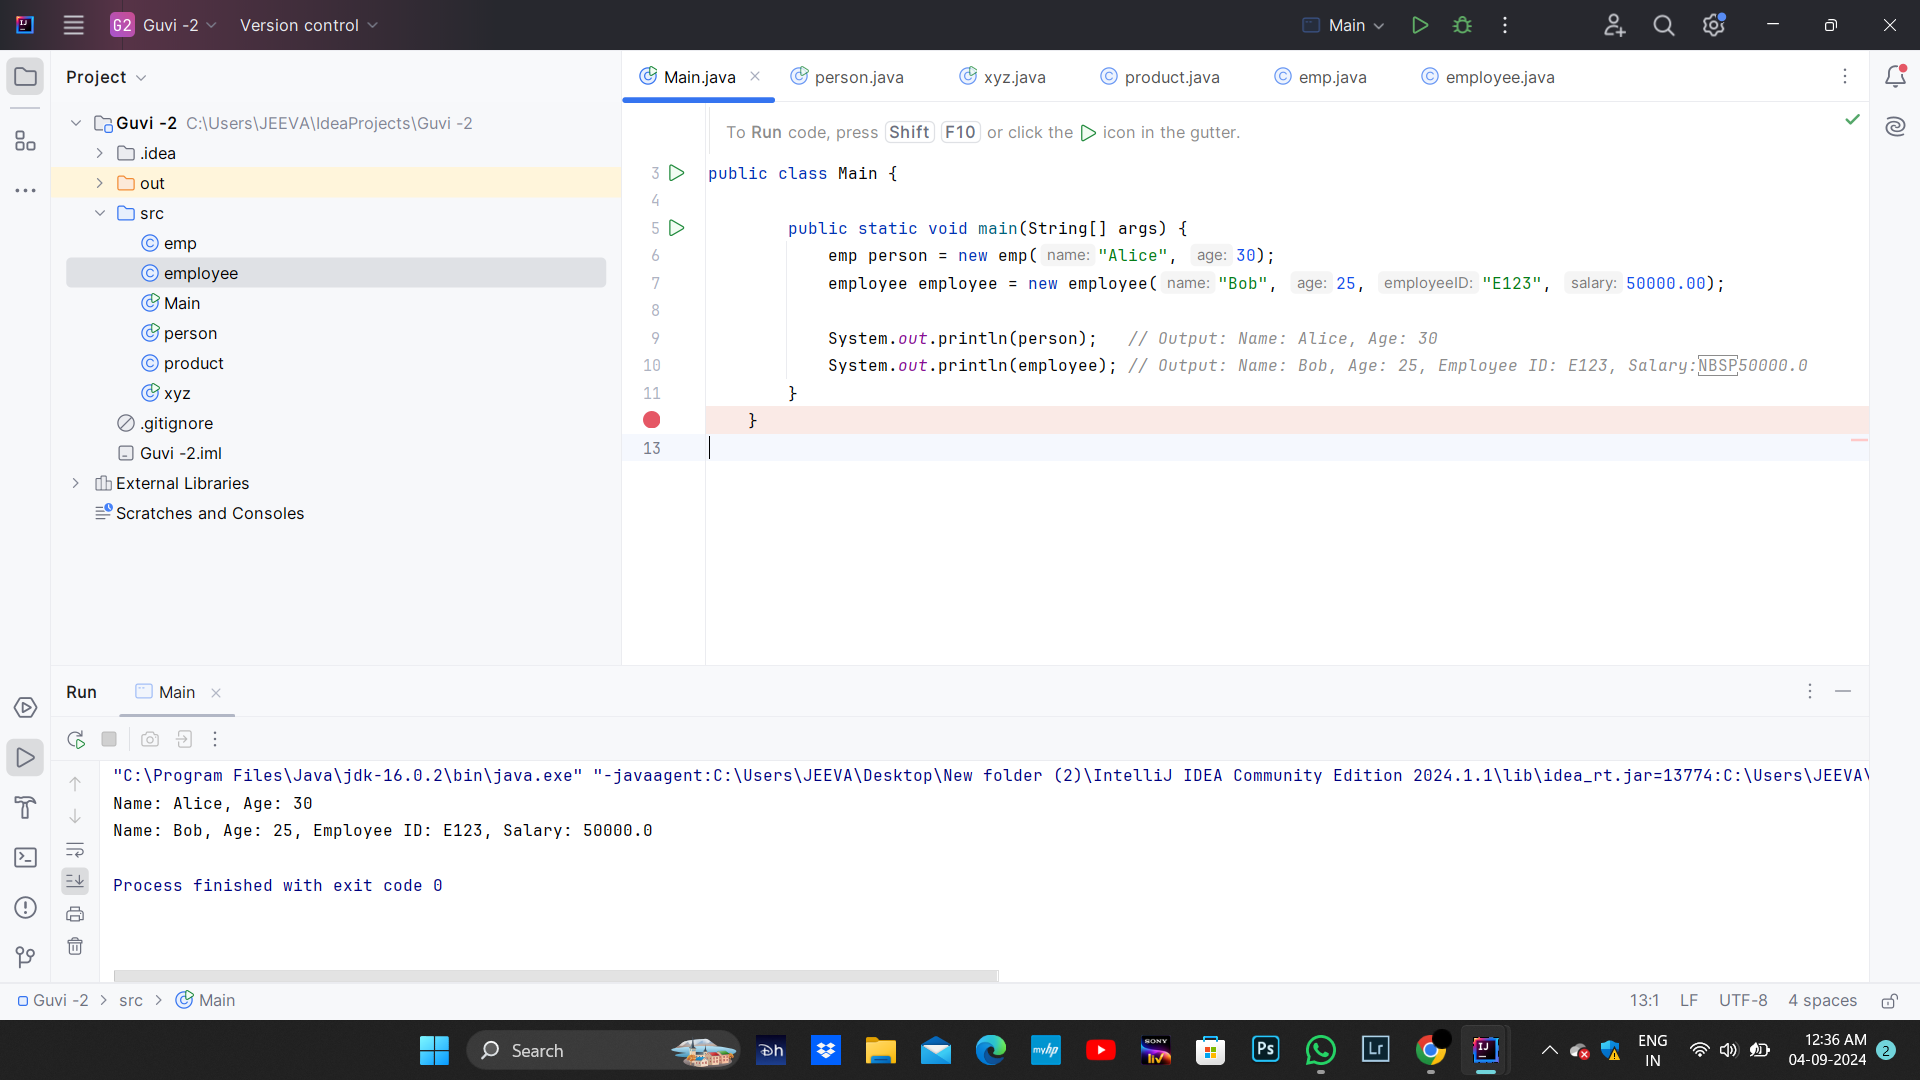 G2 Guvi -2 Version control Main
Project
Main.java person.java xyz.java product.java emp.java employee.java
Guvi -2 C:\Users\JEEVA\IdeaProjects\Guvi -2
.idea
out
src
emp
employee
Main
person
product
xyz
.gitignore
Guvi -2.iml
External Libraries
Scratches and Consoles
To Run code, press Shift F10 or click the icon in the gutter.
3 public class Main {
4
5 public static void main(String[] args) {
6 emp person = new emp( name: "Alice", age: 30);
7 employee employee = new employee( name: "Bob", age: 25, employeeID: "E123", salary: 50000.00);
8
9 System.out.println(person); // Output: Name: Alice, Age: 30
10 System.out.println(employee); // Output: Name: Bob, Age: 25, Employee ID: E123, Salary:NBSP50000.0
11 }
}
13
Run Main
"C:\Program Files\Java\jdk-16.0.2\bin\java.exe" "-javaagent:C:\Users\JEEVA\Desktop\New folder (2)\IntelliJ IDEA Community Edition 2024.1.1\lib\idea_rt.jar=13774:C:\Users\JEEVA\
Name: Alice, Age: 30
Name: Bob, Age: 25, Employee ID: E123, Salary: 50000.0
Process finished with exit code 0
Guvi -2 > src > Main 13:1 LF UTF-8 4 spaces
Search Dh myhp SONY liv Ps Lr IJ ENG 12:36 AM
IN 04-09-2024 2